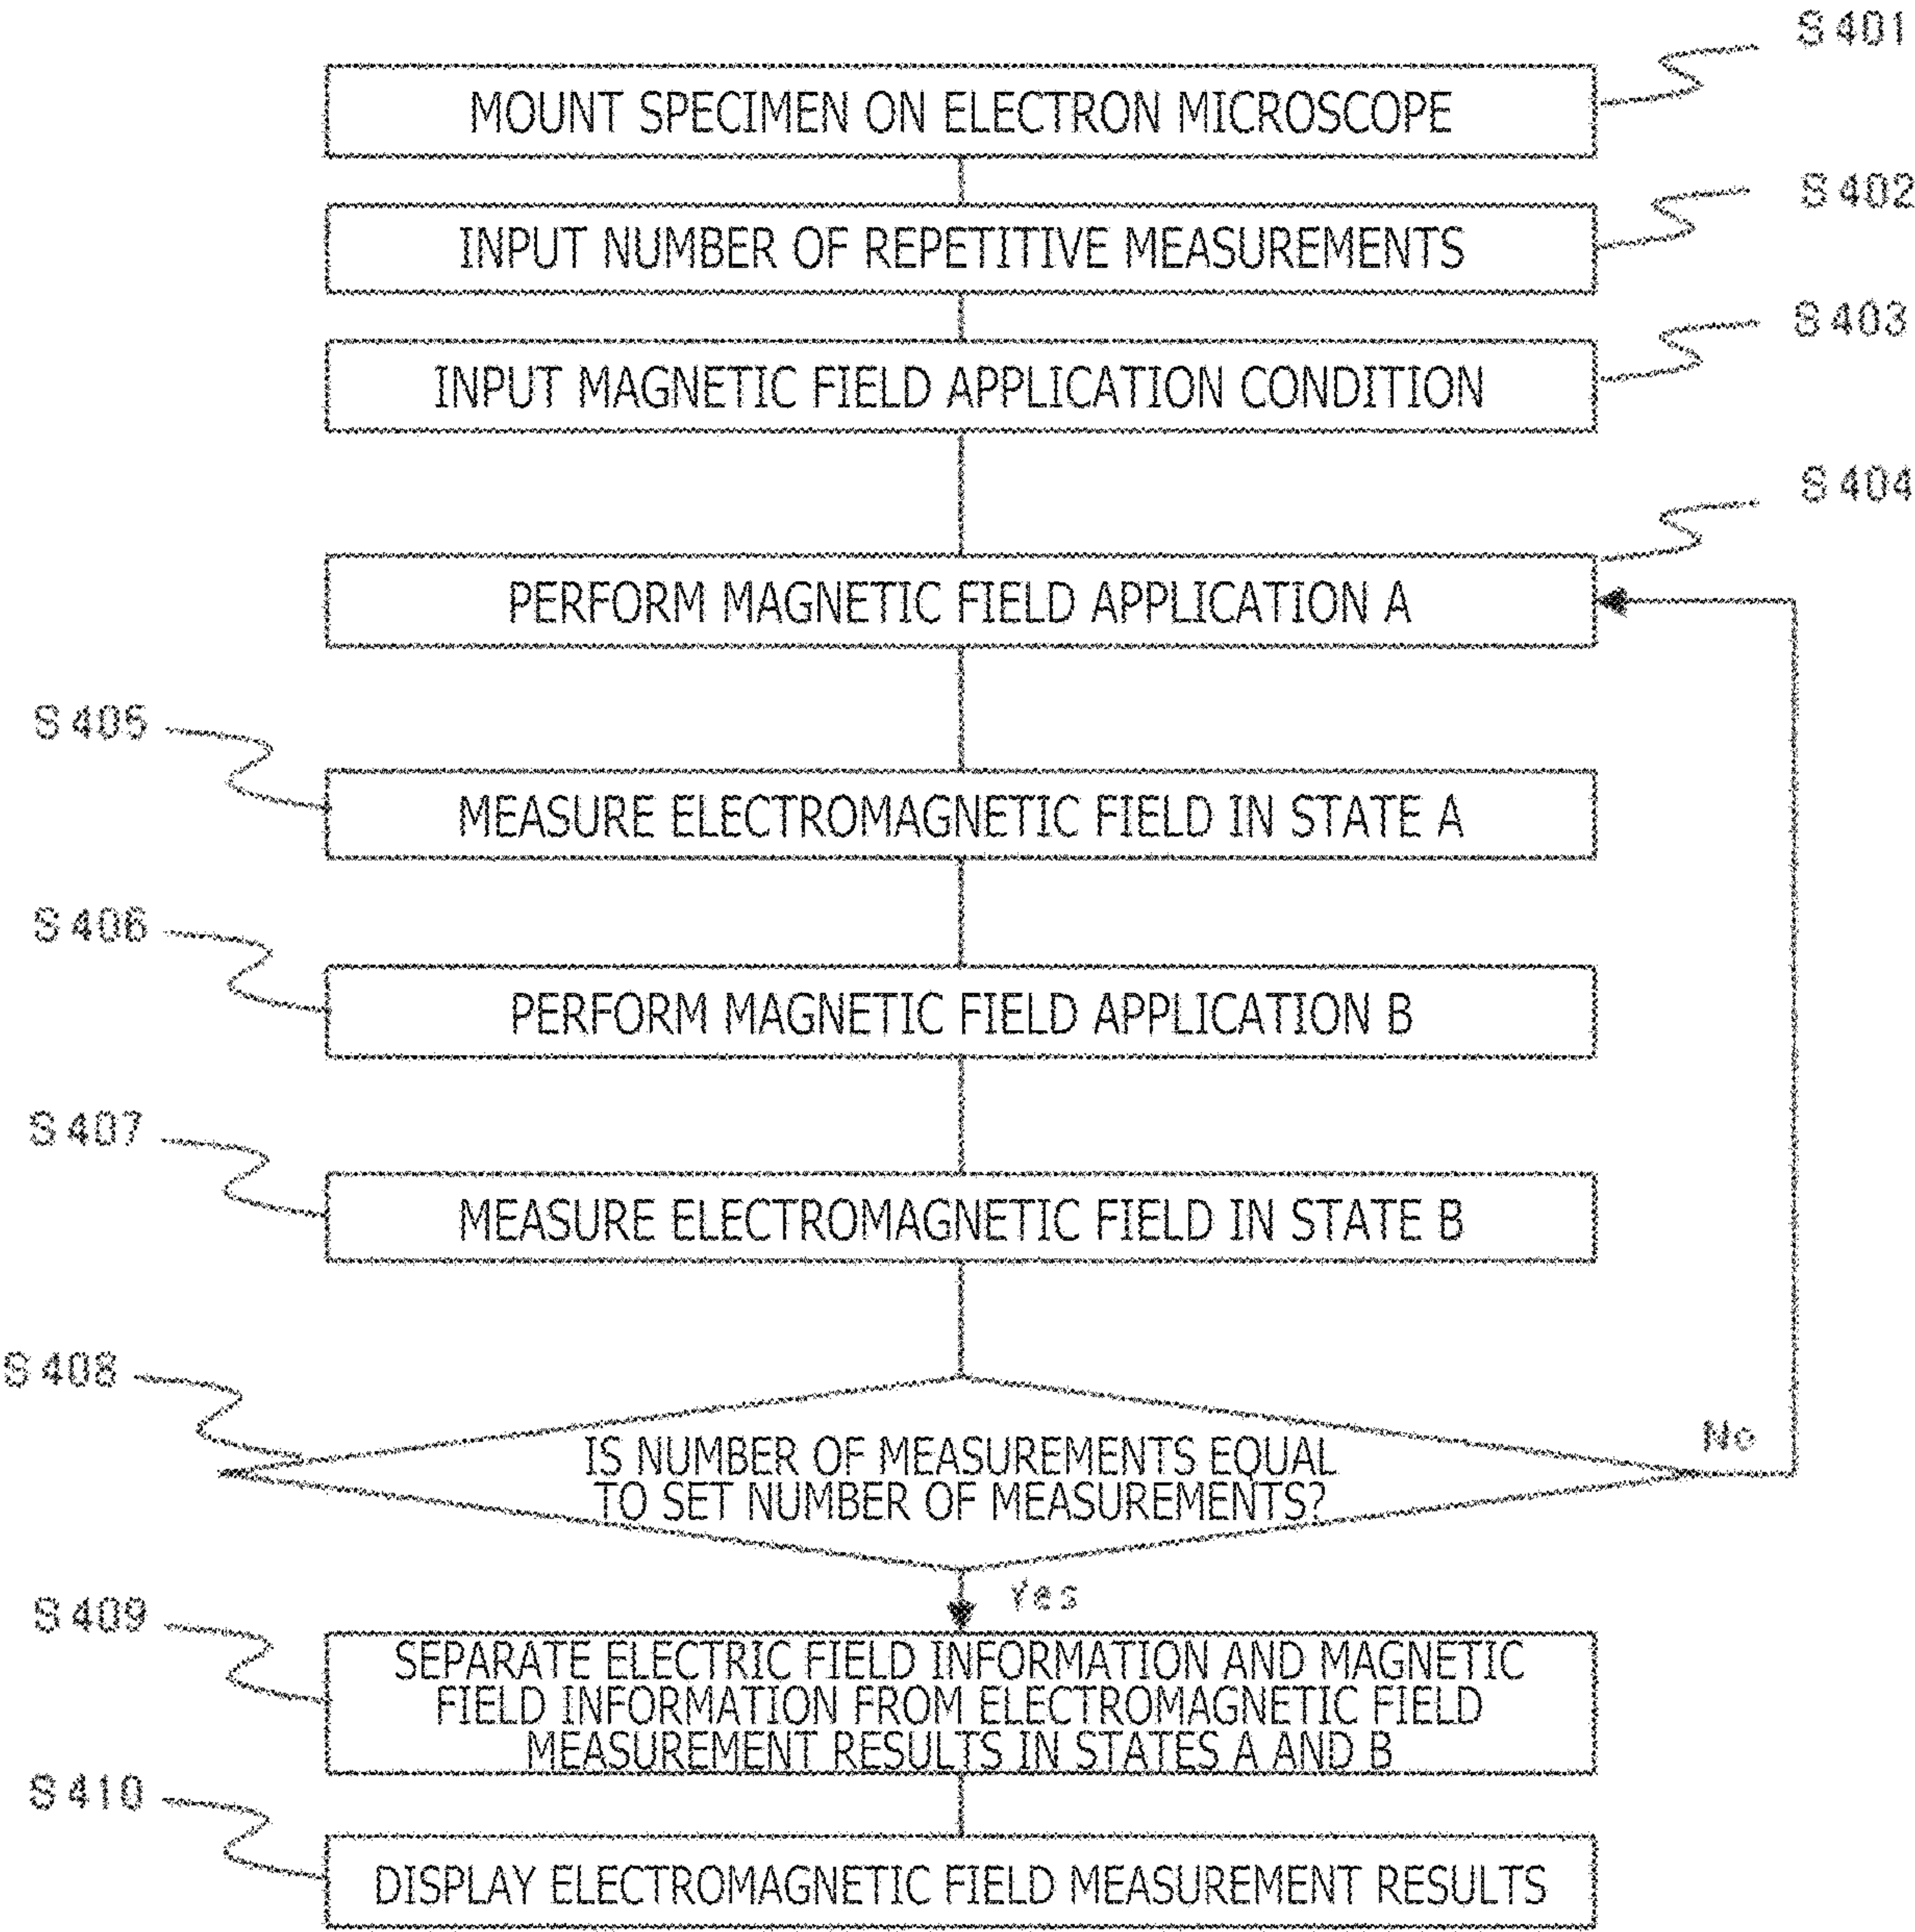 S401
MOUNT SPECIMEN ON ELECTRON MICROSCOPE
S402
INPUT NUMBER OF REPETITIVE MEASUREMENTS
S403
INPUT MAGNETIC FIELD APPLICATION CONDITION
S404
PERFORM MAGNETIC FIELD APPLICATION A
S405
MEASURE ELECTROMAGNETIC FIELD IN STATE A
S406
PERFORM MAGNETIC FIELD APPLICATION B
S407
MEASURE ELECTROMAGNETIC FIELD IN STATE B
S408
IS NUMBER OF MEASUREMENTS EQUAL
TO SET NUMBER OF MEASUREMENTS?
No
Yes
S409
SEPARATE ELECTRIC FIELD INFORMATION AND MAGNETIC
FIELD INFORMATION FROM ELECTROMAGNETIC FIELD
MEASUREMENT RESULTS IN STATES A AND B
S410
DISPLAY ELECTROMAGNETIC FIELD MEASUREMENT RESULTS